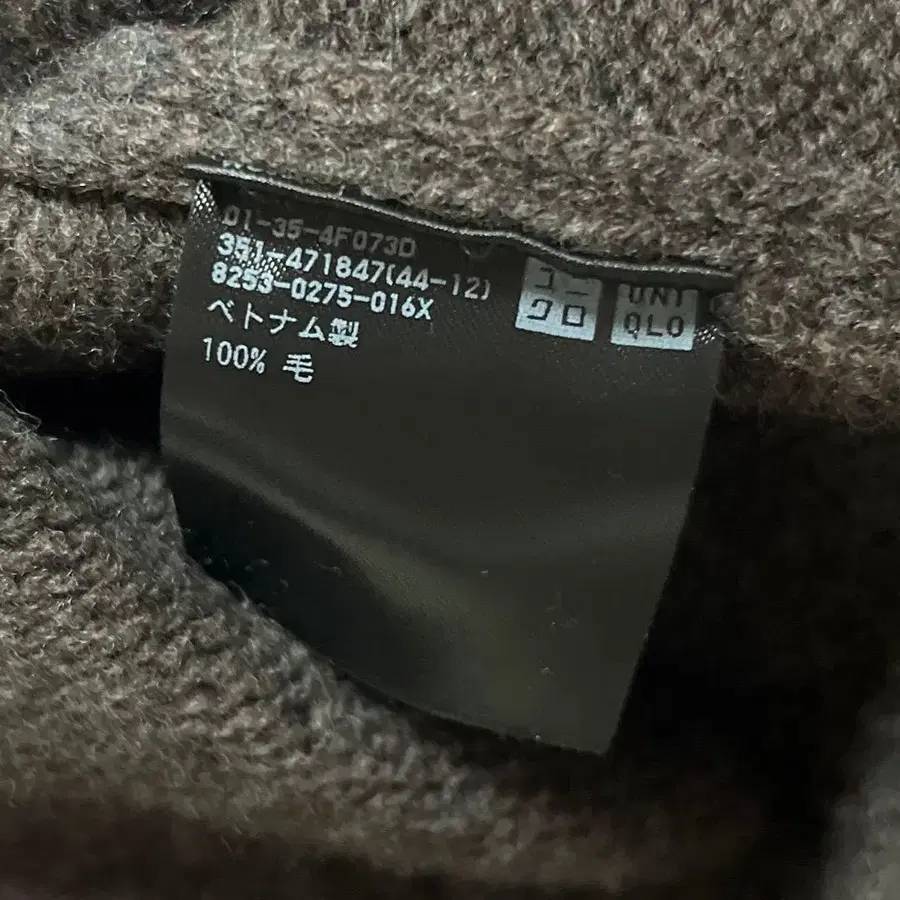 01-35-4F073D
351-471847(44-12)
8253-0275-016X
ベトナム製
100% 毛
ユニ
クロ
UNI
QLO